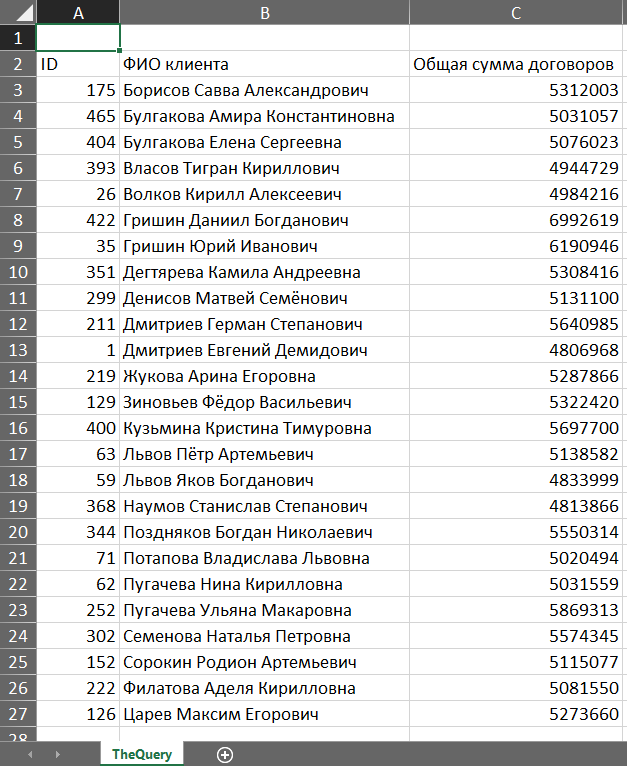 A B C
1
2 ID ФИО клиента Общая сумма договоров
3 175 Борисов Савва Александрович 5312003
4 465 Булгакова Амира Константиновна 5031057
5 404 Булгакова Елена Сергеевна 5076023
6 393 Власов Тигран Кириллович 4944729
7 26 Волков Кирилл Алексеевич 4984216
8 422 Гришин Даниил Богданович 6992619
9 35 Гришин Юрий Иванович 6190946
10 351 Дегтярева Камила Андреевна 5308416
11 299 Денисов Матвей Семёнович 5131100
12 211 Дмитриев Герман Степанович 5640985
13 1 Дмитриев Евгений Демидович 4806968
14 219 Жукова Арина Егоровна 5287866
15 129 Зиновьев Фёдор Васильевич 5322420
16 400 Кузьмина Кристина Тимуровна 5697700
17 63 Львов Пётр Артемьевич 5138582
18 59 Львов Яков Богданович 4833999
19 368 Наумов Станислав Степанович 4813866
20 344 Поздняков Богдан Николаевич 5550314
21 71 Потапова Владислава Львовна 5020494
22 62 Пугачева Нина Кирилловна 5031559
23 252 Пугачева Ульяна Макаровна 5869313
24 302 Семенова Наталья Петровна 5574345
25 152 Сорокин Родион Артемьевич 5115077
26 222 Филатова Аделя Кирилловна 5081550
27 126 Царев Максим Егорович 5273660
28
TheQuery